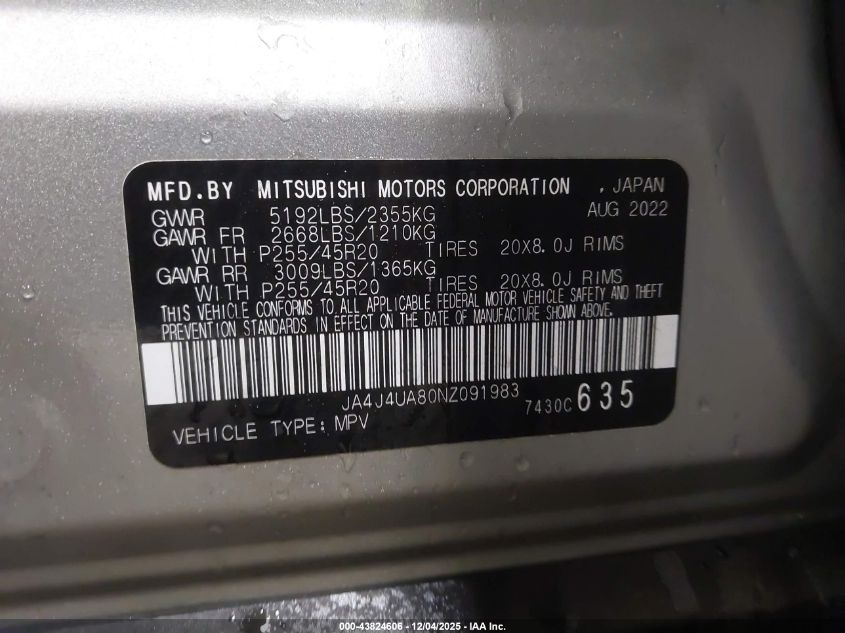 MFD.BY MITSUBISHI MOTORS CORPORATION , JAPAN
GVWR 5192LBS/2355KG AUG 2022
GAWR FR 2668LBS/1210KG
WITH P255/45R20 TIRES 20X8.0J RIMS
GAWR RR 3009LBS/1365KG
WITH P255/45R20 TIRES 20X8.0J RIMS
THIS VEHICLE CONFORMS TO ALL APPLICABLE FEDERAL MOTOR VEHICLE SAFETY AND THEFT
PREVENTION STANDARDS IN EFFECT ON THE DATE OF MANUFACTURE SHOWN ABOVE.
JA4J4UA80NZ091983 7430C 635
VEHICLE TYPE: MPV
000-43824606 - 12/04/2025 - IAA Inc.